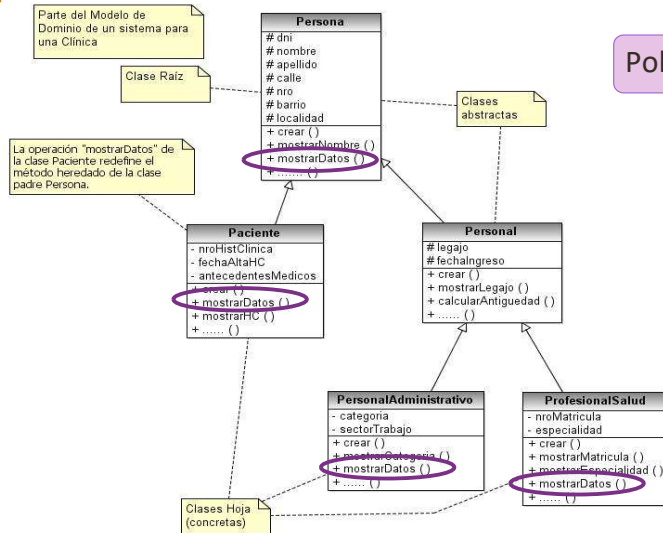 Parte del Modelo de
Dominio de un sistema para
una Clínica
Clase Raíz
La operación "mostrarDatos" de
la clase Paciente redefine el
método heredado de la clase
padre Persona.
Persona
# dni
# nombre
# apellido
# calle
# nro
# barrio
# localidad
+ crear ( )
+ mostrarNombre ( )
+ mostrarDatos ( )
+ ....... ( )
Clases
abstractas
Pol
Paciente
- nroHistClinica
- fechaAltaHC
- antecedentesMedicos
+ crear ( )
+ mostrarDatos ( )
+ mostrarHC ( )
+ ...... ( )
Personal
# legajo
# fechaIngreso
+ crear ( )
+ mostrarLegajo ( )
+ calcularAntiguedad ( )
+ ...... ( )
PersonalAdministrativo
- categoria
- sectorTrabajo
+ crear ( )
+ mostrarCategoria ( )
+ mostrarDatos ( )
+ ...... ( )
ProfesionalSalud
- nroMatricula
- especialidad
+ crear ( )
+ mostrarMatricula ( )
+ mostrarEspecialidad ( )
+ mostrarDatos ( )
+ ...... ( )
Clases Hoja
(concretas)